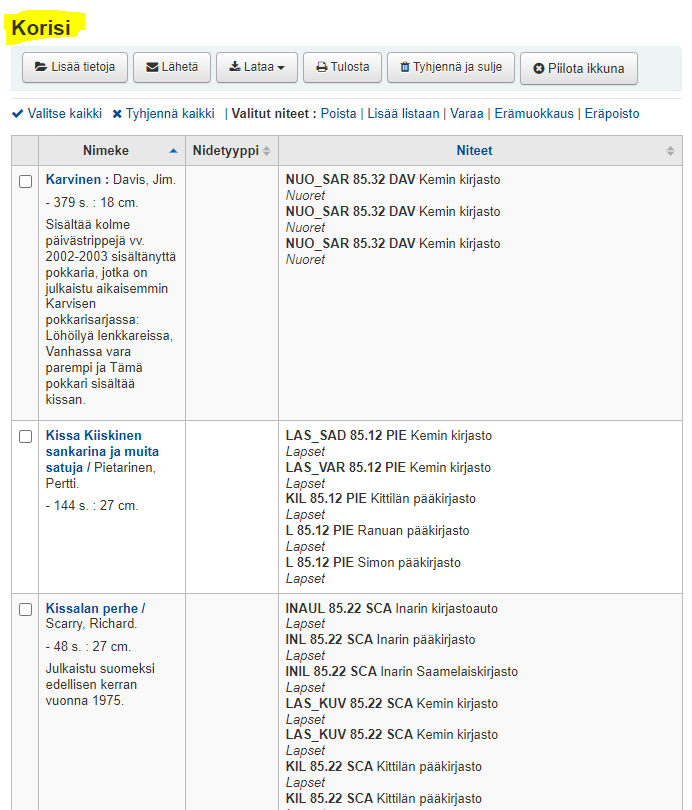 Korisi
Lisää tietoja Lähetä Lataa Tulosta Tyhjennä ja sulje Piilota ikkuna
Valitse kaikki Tyhjennä kaikki | Valitut niteet : Poista | Lisää listaan | Varaa | Erämuokkaus | Eräpoisto
Nimeke Nidetyyppi Niteet
Karvinen : Davis, Jim.
- 379 s. : 18 cm.
Sisältää kolme
päivästrippejä vv.
2002-2003 sisältänyttä
pokkaria, jotka on
julkaistu aikaisemmin
Karvisen
pokkarisarjassa:
Löhöilyä lenkkareissa,
Vanhassa vara
parempi ja Tämä
pokkari sisältää
kissan.
NUO_SAR 85.32 DAV Kemin kirjasto
Nuoret
NUO_SAR 85.32 DAV Kemin kirjasto
Nuoret
NUO_SAR 85.32 DAV Kemin kirjasto
Nuoret
Kissa Kiiskinen
sankarina ja muita
satuja / Pietarinen,
Pertti.
- 144 s. : 27 cm.
LAS_SAD 85.12 PIE Kemin kirjasto
Lapset
LAS_VAR 85.12 PIE Kemin kirjasto
Lapset
KIL 85.12 PIE Kittilän pääkirjasto
Lapset
L 85.12 PIE Ranuan pääkirjasto
Lapset
L 85.12 PIE Simon pääkirjasto
Lapset
Kissalan perhe /
Scarry, Richard.
- 48 s. : 27 cm.
Julkaistu suomeksi
edellisen kerran
vuonna 1975.
INAUL 85.22 SCA Inarin kirjastoauto
Lapset
INL 85.22 SCA Inarin pääkirjasto
Lapset
INIL 85.22 SCA Inarin Saamelaiskirjasto
Lapset
LAS_KUV 85.22 SCA Kemin kirjasto
Lapset
LAS_KUV 85.22 SCA Kemin kirjasto
Lapset
KIL 85.22 SCA Kittilän pääkirjasto
Lapset
KIL 85.22 SCA Kittilän pääkirjasto